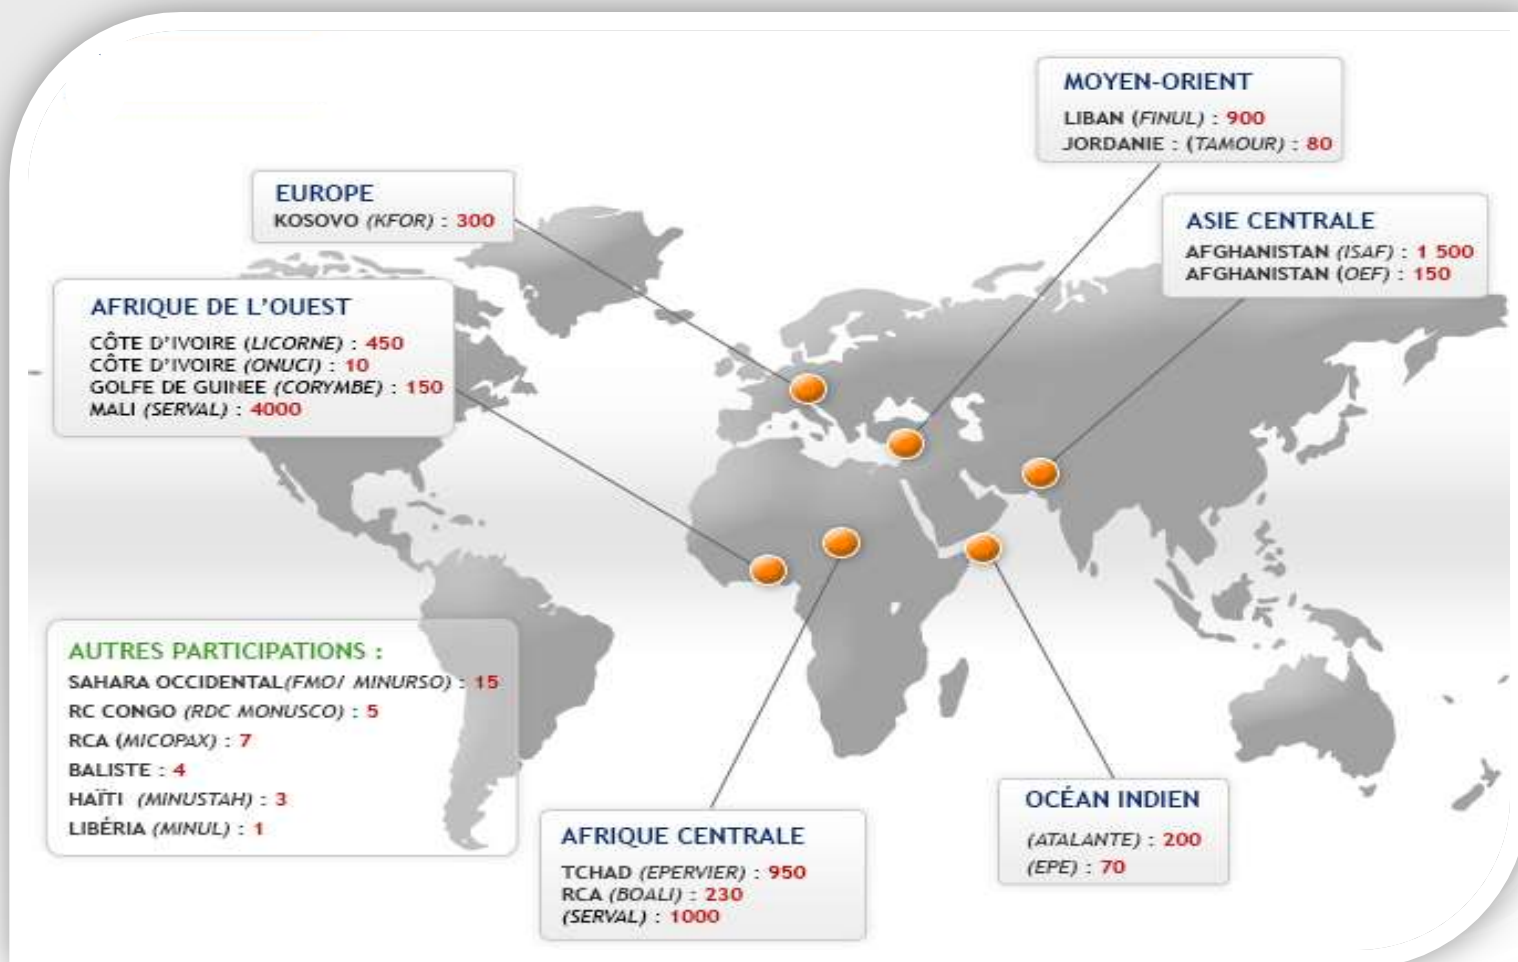 MOYEN-ORIENT
LIBAN (FINUL) : 900
JORDANIE : (TAMOUR) : 80
EUROPE
KOSOVO (KFOR) : 300
ASIE CENTRALE
AFGHANISTAN (ISAF) : 1 500
AFGHANISTAN (OEF) : 150
AFRIQUE DE L'OUEST
CÔTE D'IVOIRE (LICORNE) : 450
CÔTE D'IVOIRE (ONUCI) : 10
GOLFE DE GUINEE (CORYMBE) : 150
MALI (SERVAL) : 4000
AUTRES PARTICIPATIONS :
SAHARA OCCIDENTAL(FMO/ MINURSO) : 15
RC CONGO (RDC MONUSCO) : 5
RCA (MICOPAX) : 7
BALISTE : 4
HAÏTI (MINUSTAH) : 3
LIBÉRIA (MINUL) : 1
AFRIQUE CENTRALE
TCHAD (EPERVIER) : 950
RCA (BOALI) : 230
(SERVAL) : 1000
OCÉAN INDIEN
(ATALANTE) : 200
(EPE) : 70